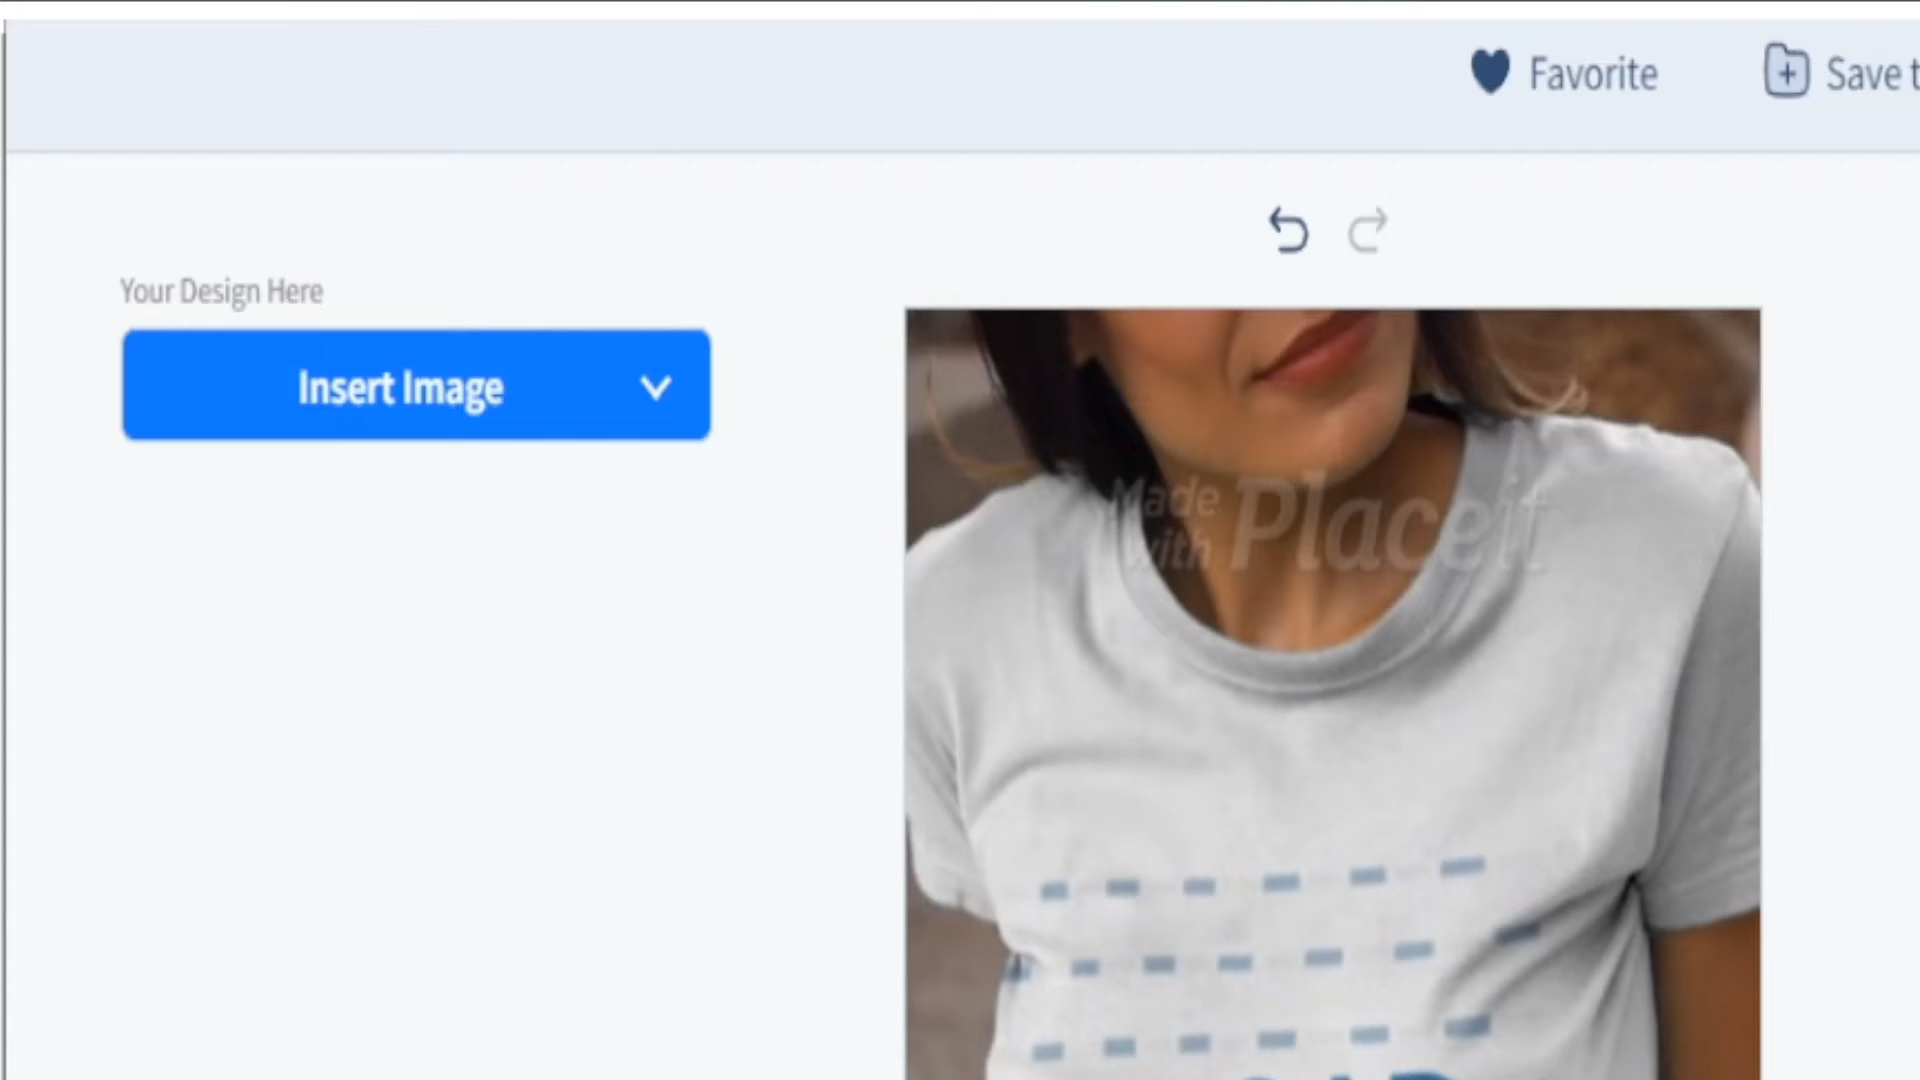 Favorite
Save t
Your Design Here
Insert Image
Made
with Placeit